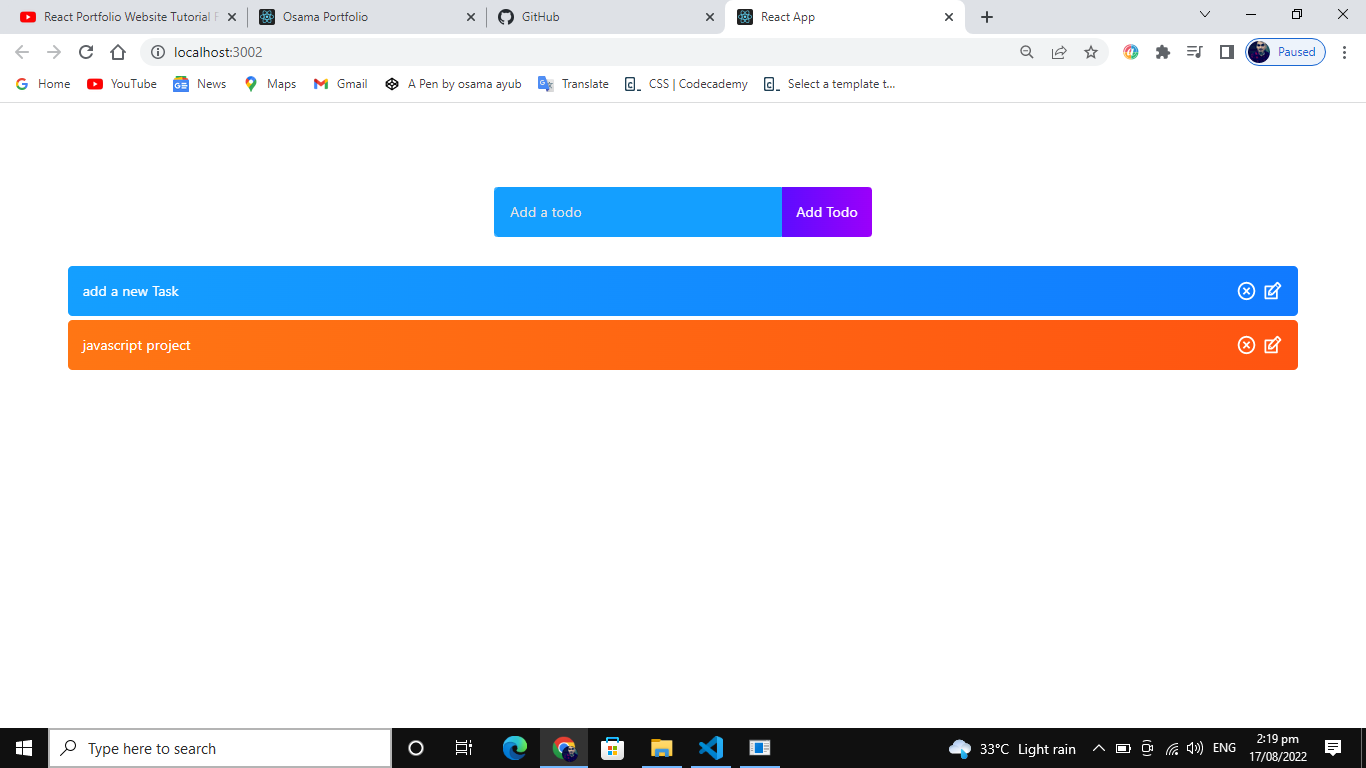 React Portfolio Website Tutorial F
Osama Portfolio
GitHub
React App
localhost:3002
Paused
Home
YouTube
News
Maps
Gmail
A Pen by osama ayub
Translate
CSS | Codecademy
Select a template t...
Add a todo
Add Todo
add a new Task
javascript project
Type here to search
33°C Light rain
ENG
2:19 pm
17/08/2022